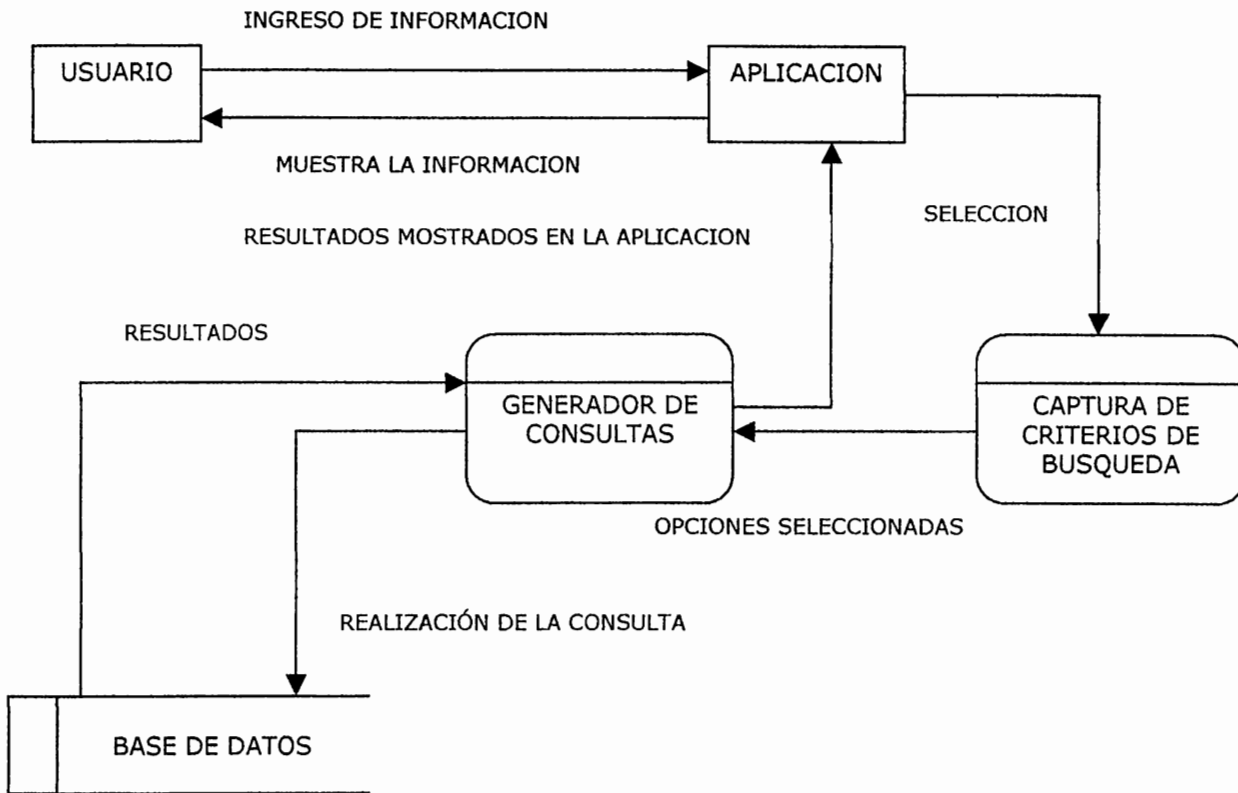 INGRESO DE INFORMACION
USUARIO
APLICACION
MUESTRA LA INFORMACION
SELECCION
RESULTADOS MOSTRADOS EN LA APLICACION
RESULTADOS
GENERADOR DE
CONSULTAS
CAPTURA DE
CRITERIOS DE
BUSQUEDA
OPCIONES SELECCIONADAS
REALIZACIÓN DE LA CONSULTA
BASE DE DATOS